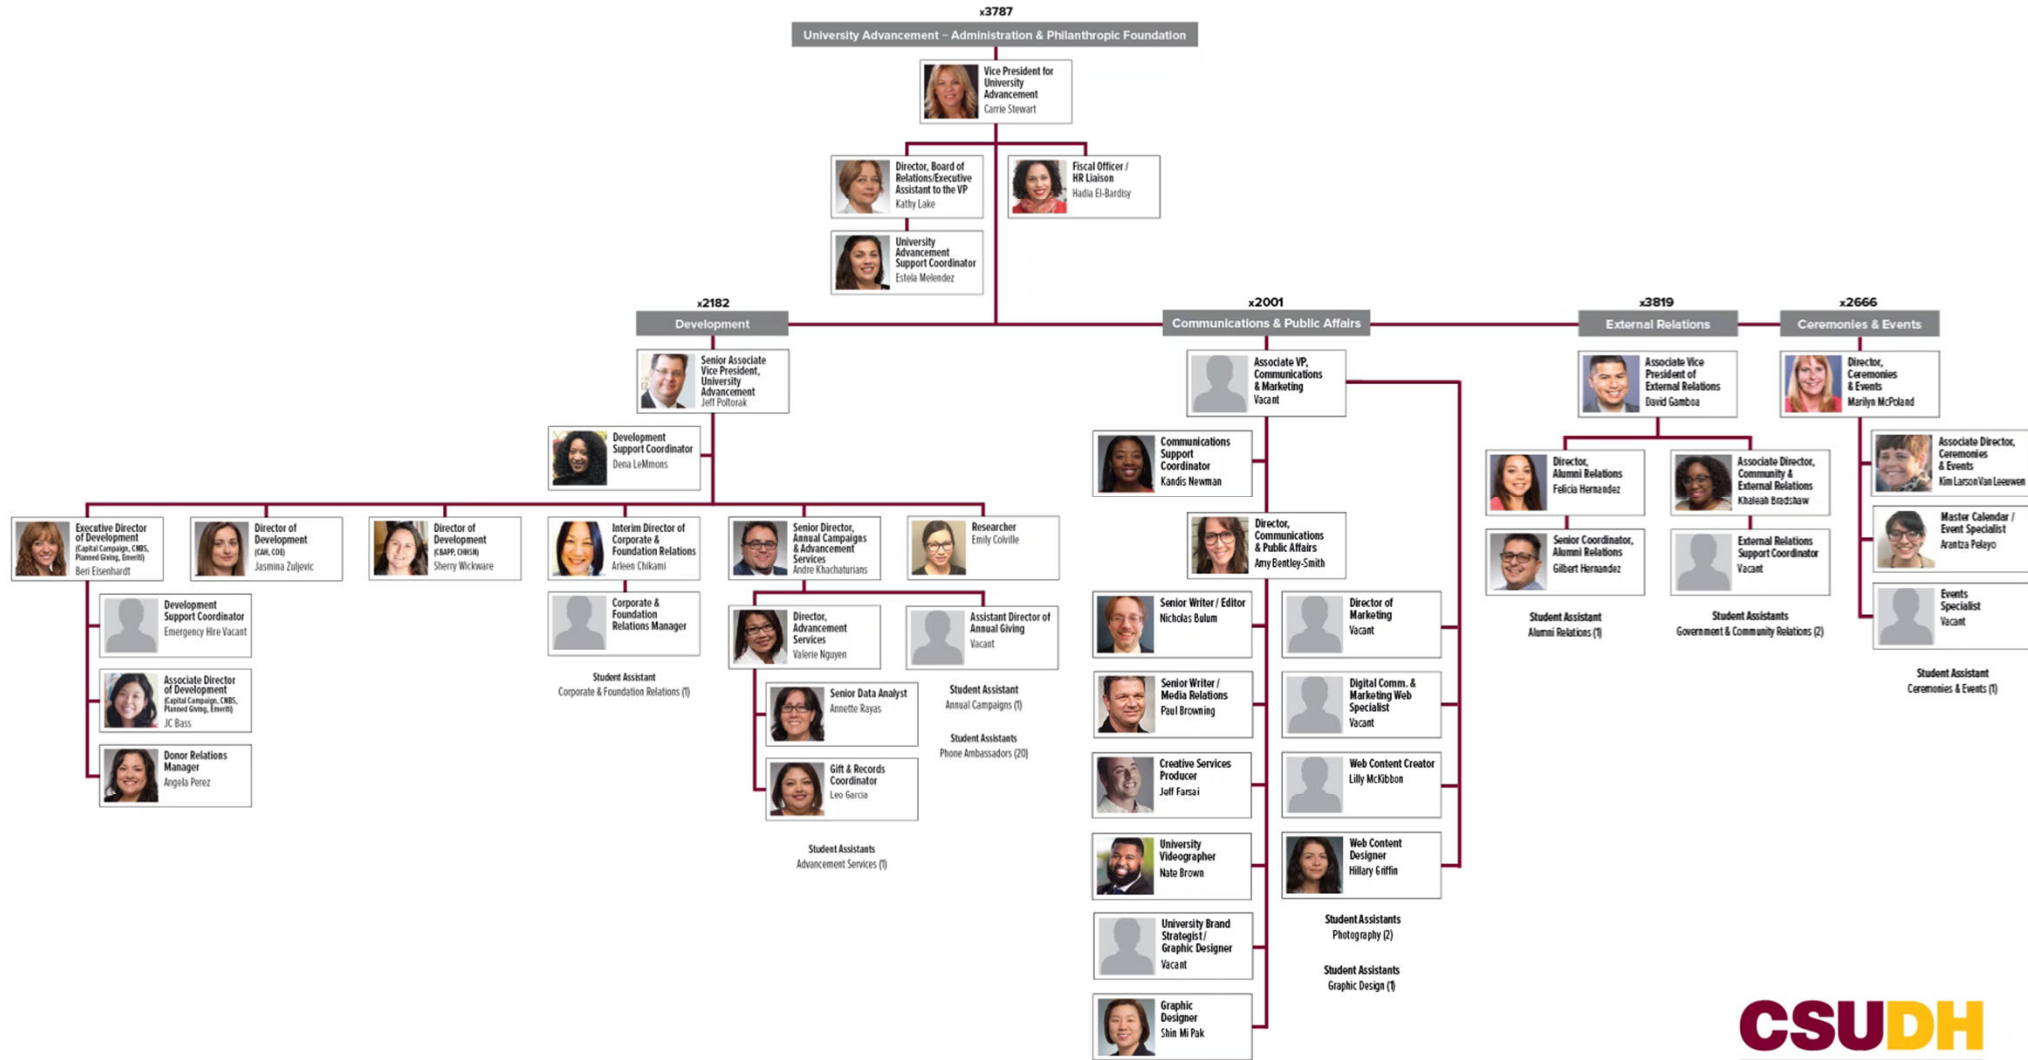 x3787
University Advancement – Administration & Philanthropic Foundation
Vice President for
University
Advancement
Carrie Stewart
Director, Board of
Relations/Executive
Assistant to the VP
Kathy Lake
Fiscal Officer /
HR Liaison
Hadia El-Bardisy
University
Advancement
Support Coordinator
Estela Melendez
x2182
Development
Senior Associate
Vice President,
University
Advancement
Jeff Poltorak
Development
Support Coordinator
Dena LeMmons
Executive Director
of Development
(Capital Campaign, CNBS,
Planned Giving, Emeriti)
Beri Eisenhardt
Director of
Development
(CAH, COE)
Jasmina Zuljevic
Director of
Development
(CBAPP, CHHSN)
Sherry Wickware
Interim Director of
Corporate &
Foundation Relations
Arleen Chikami
Senior Director,
Annual Campaigns
& Advancement
Services
Andre Khachaturians
Researcher
Emily Colville
Development
Support Coordinator
Emergency Hire Vacant
Associate Director
of Development
(Capital Campaign, CNBS,
Planned Giving, Emeriti)
JC Bass
Donor Relations
Manager
Angela Perez
Corporate &
Foundation
Relations Manager
Student Assistant
Corporate & Foundation Relations (1)
Director,
Advancement
Services
Valerie Nguyen
Assistant Director of
Annual Giving
Vacant
Senior Data Analyst
Annette Rayas
Gift & Records
Coordinator
Leo Garcia
Student Assistants
Advancement Services (1)
Student Assistant
Annual Campaigns (1)
Student Assistants
Phone Ambassadors (20)
x2001
Communications & Public Affairs
Associate VP,
Communications
& Marketing
Vacant
Communications
Support
Coordinator
Kandis Newman
Director,
Communications
& Public Affairs
Amy Bentley-Smith
Senior Writer / Editor
Nicholas Bulum
Senior Writer /
Media Relations
Paul Browning
Creative Services
Producer
Jeff Farsai
University
Videographer
Nate Brown
University Brand
Strategist /
Graphic Designer
Vacant
Graphic
Designer
Shin Mi Pak
Director of
Marketing
Vacant
Digital Comm. &
Marketing Web
Specialist
Vacant
Web Content Creator
Lilly McKibbon
Web Content
Designer
Hillary Griffin
Student Assistants
Photography (2)
Student Assistants
Graphic Design (1)
x3819
External Relations
Associate Vice
President of
External Relations
David Gamboa
Director,
Alumni Relations
Felicia Hernandez
Senior Coordinator,
Alumni Relations
Gilbert Hernandez
Student Assistant
Alumni Relations (1)
Associate Director,
Community &
External Relations
Khaleah Bradshaw
External Relations
Support Coordinator
Vacant
Student Assistants
Government & Community Relations (2)
x2666
Ceremonies & Events
Director,
Ceremonies
& Events
Marilyn McPoland
Associate Director,
Ceremonies
& Events
Kim Larson Van Leeuwen
Master Calendar /
Event Specialist
Arantza Pelayo
Events
Specialist
Vacant
Student Assistant
Ceremonies & Events (1)
CSUDH